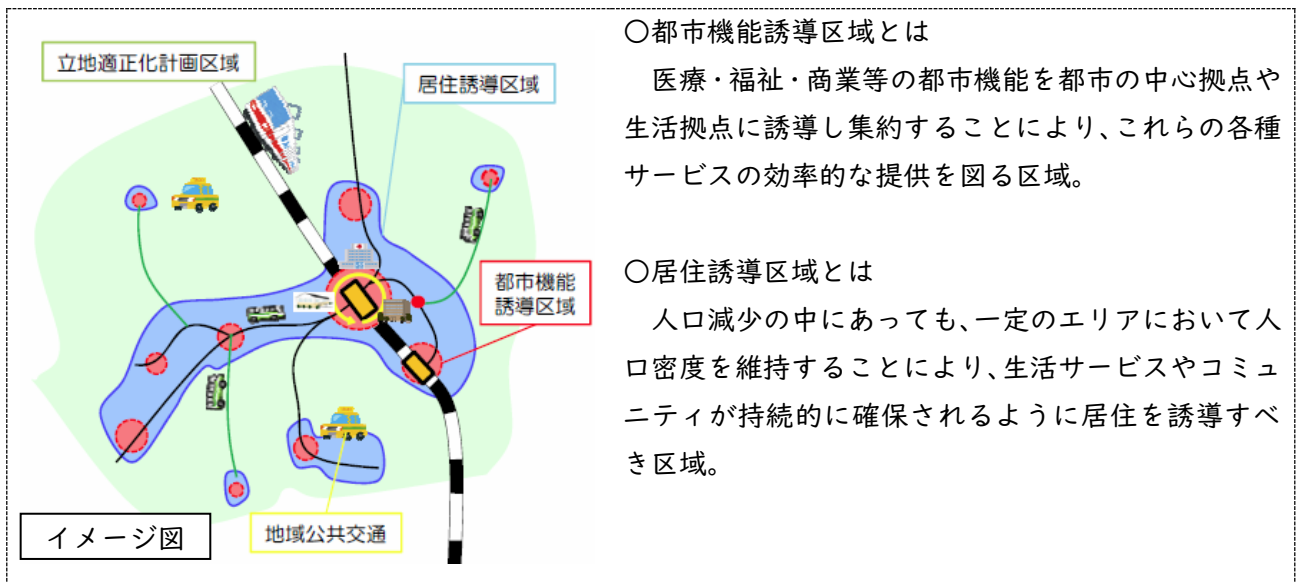 立地適正化計画区域
居住誘導区域
都市機能
誘導区域
地域公共交通
イメージ図
〇都市機能誘導区域とは
医療・福祉・商業等の都市機能を都市の中心拠点や
生活拠点に誘導し集約することにより、これらの各種
サービスの効率的な提供を図る区域。
〇居住誘導区域とは
人口減少の中にあっても、一定のエリアにおいて人
口密度を維持することにより、生活サービスやコミュ
ニティが持続的に確保されるように居住を誘導すべ
き区域。